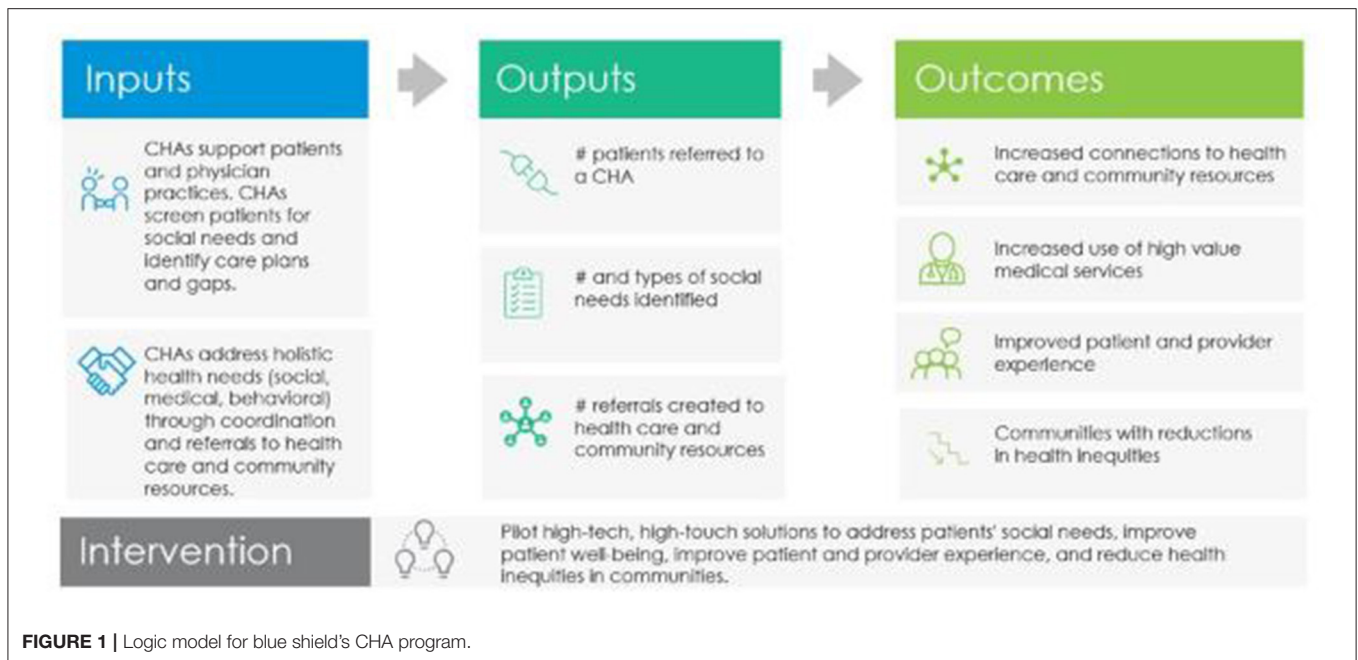 Inputs
CHAs support patients
and physician
practices. CHAs
screen patients for
social needs and
identify care plans
and gaps.
CHAs address holistic
health needs (social,
medical, behavioral)
through coordination
and referrals to health
care and community
resources.
Outputs
# patients referred to
a CHA
# and types of social
needs identified
# referrals created to
health care and
community resources
Outcomes
Increased connections to health
care and community resources
Increased use of high value
medical services
Improved patient and provider
experience
Communities with reductions
in health inequities
Intervention
Pilot high-tech, high-touch solutions to address patients' social needs, improve
patient well-being, improve patient and provider experience, and reduce health
inequities in communities.
FIGURE 1 | Logic model for blue shield's CHA program.